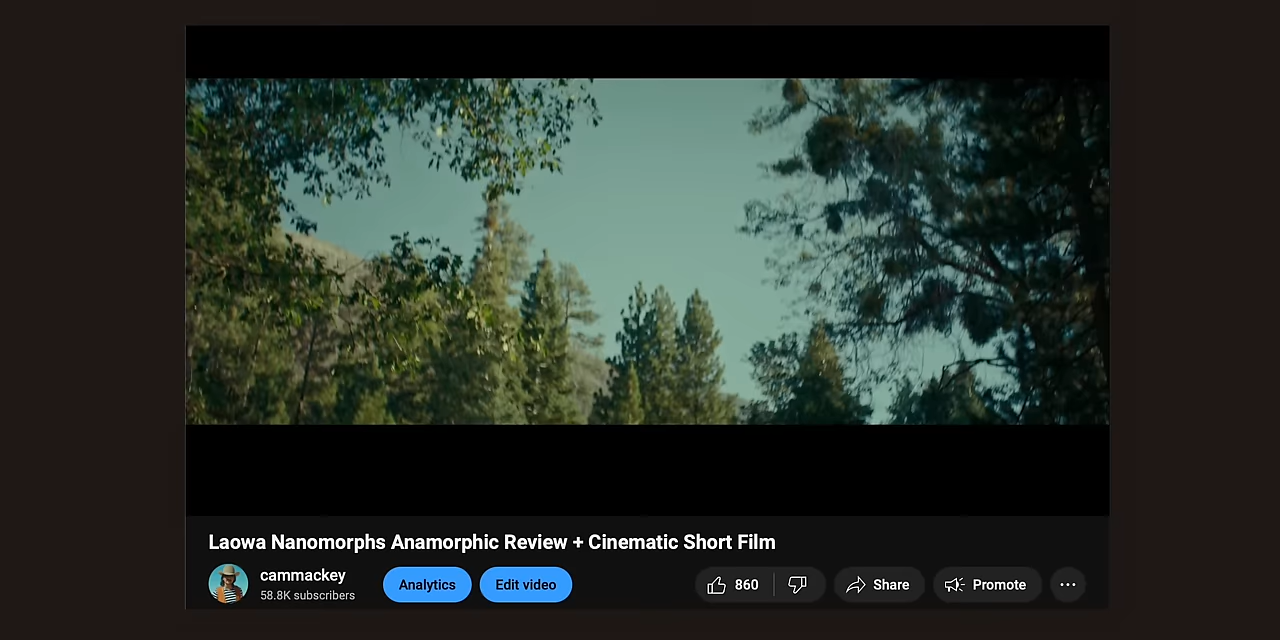 Laowa Nanomorphs Anamorphic Review + Cinematic Short Film
cammackey
58.8K subscribers
Analytics
Edit video
860
Share
Promote